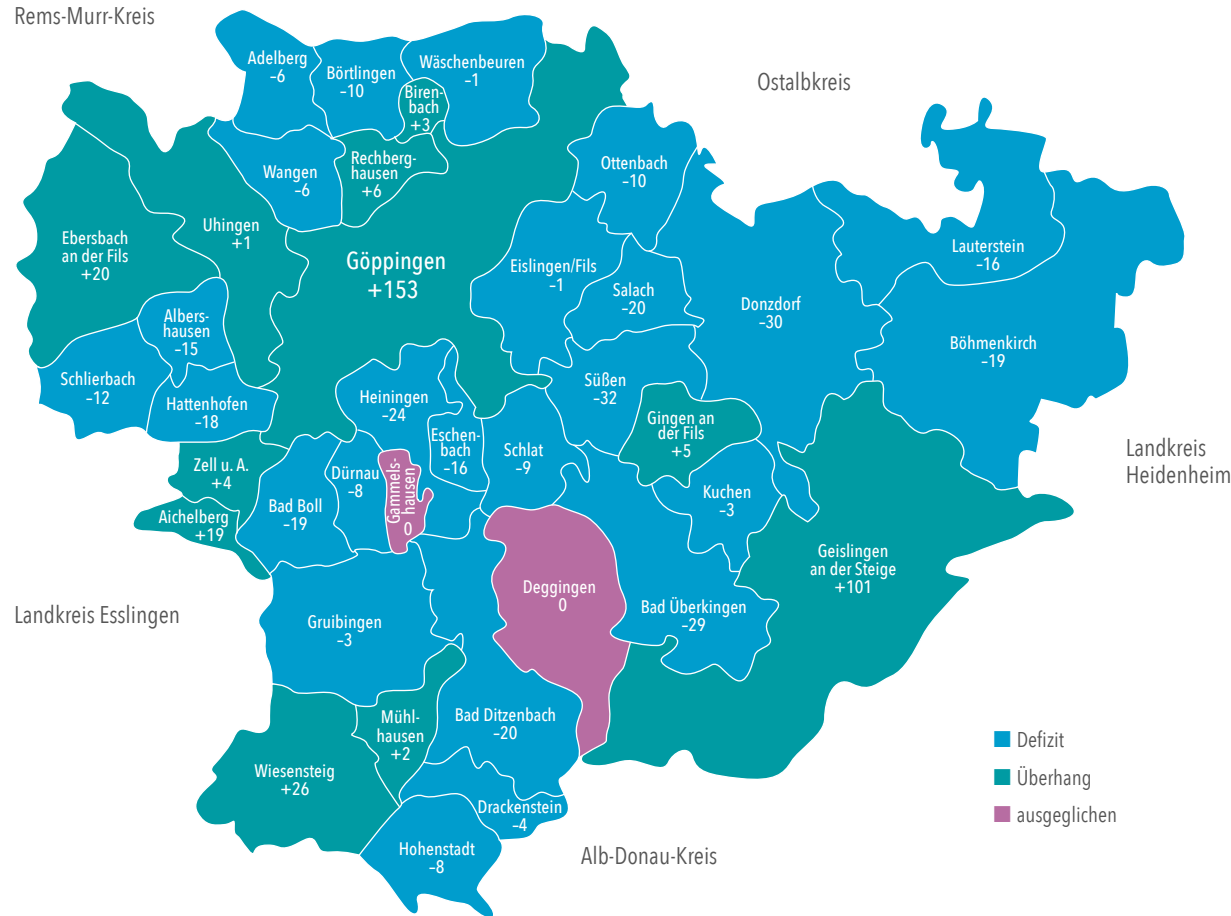 Rems-Murr-Kreis
Ostalbkreis
Landkreis
Heidenheim
Landkreis Esslingen
Alb-Donau-Kreis
Adelberg
–6
Börtlingen
–10
Wäschenbeuren
–1
Biren-
bach
+3
Rechberg-
hausen
+6
Wangen
–6
Ottenbach
–10
Uhingen
+1
Ebersbach
an der Fils
+20
Göppingen
+153
Eislingen/Fils
–1
Salach
–20
Donzdorf
–30
Lauterstein
–16
Böhmenkirch
–19
Albers-
hausen
–15
Schlierbach
–12
Hattenhofen
–18
Heiningen
–24
Süßen
–32
Gingen an
der Fils
+5
Eschen-
bach
–16
Schlat
–9
Zell u. A.
+4
Dürnau
–8
Gammels-
hausen
0
Bad Boll
–19
Kuchen
–3
Aichelberg
+19
Geislingen
an der Steige
+101
Deggingen
0
Bad Überkingen
–29
Gruibingen
–3
Mühl-
hausen
+2
Bad Ditzenbach
–20
Wiesensteig
+26
Drackenstein
–4
Hohenstadt
–8
Defizit
Überhang
ausgeglichen